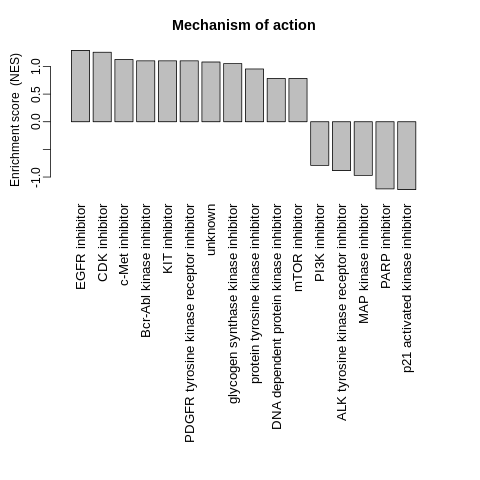 Mechanism of action
Enrichment score  (NES)
1.0
0.5
0.0
-1.0
EGFR inhibitor
CDK inhibitor
c-Met inhibitor
Bcr-Abl kinase inhibitor
KIT inhibitor
PDGFR tyrosine kinase receptor inhibitor
unknown
glycogen synthase kinase inhibitor
protein tyrosine kinase inhibitor
DNA dependent protein kinase inhibitor
mTOR inhibitor
PI3K inhibitor
ALK tyrosine kinase receptor inhibitor
MAP kinase inhibitor
PARP inhibitor
p21 activated kinase inhibitor